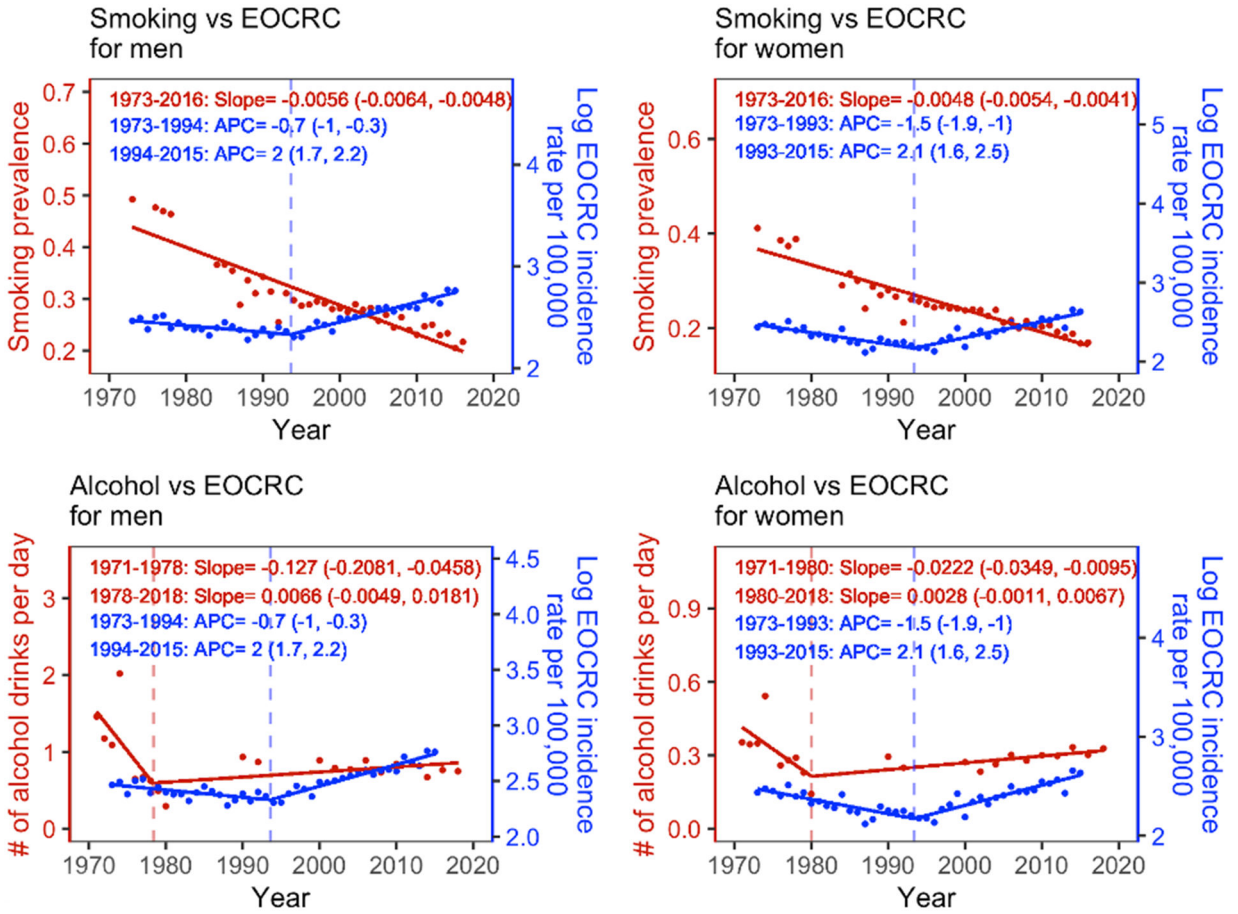 Smoking vs EOCRC
for men
Smoking prevalence
0.7
0.5
0.4
0.3
0.2
1973-2016: Slope= -0.0056 (-0.0064, -0.0048)
1973-1994: APC= -0.7 (-1, -0.3)
1994-2015: APC= 2 (1.7, 2.2)
4
3
2
Log EOCRC incidence
rate per 100,000
1970 1980 1990 2000 2010 2020
Year
Smoking vs EOCRC
for women
Smoking prevalence
0.6
0.4
0.2
1973-2016: Slope= -0.0048 (-0.0054, -0.0041)
1973-1993: APC= -1.5 (-1.9, -1)
1993-2015: APC= 2.1 (1.6, 2.5)
5
4
3
2
Log EOCRC incidence
rate per 100,000
1970 1980 1990 2000 2010 2020
Year
Alcohol vs EOCRC
for men
# of alcohol drinks per day
3
2
1
0
1971-1978: Slope= -0.127 (-0.2081, -0.0458)
1978-2018: Slope= 0.0066 (-0.0049, 0.0181)
1973-1994: APC= -0.7 (-1, -0.3)
1994-2015: APC= 2 (1.7, 2.2)
4.5
4.0
3.5
3.0
2.5
2.0
Log EOCRC incidence
rate per 100,000
1970 1980 1990 2000 2010 2020
Year
Alcohol vs EOCRC
for women
# of alcohol drinks per day
0.9
0.6
0.3
0.0
1971-1980: Slope= -0.0222 (-0.0349, -0.0095)
1980-2018: Slope= 0.0028 (-0.0011, 0.0067)
1973-1993: APC= -1.5 (-1.9, -1)
1993-2015: APC= 2.1 (1.6, 2.5)
4
3
2
Log EOCRC incidence
rate per 100,000
1970 1980 1990 2000 2010 2020
Year